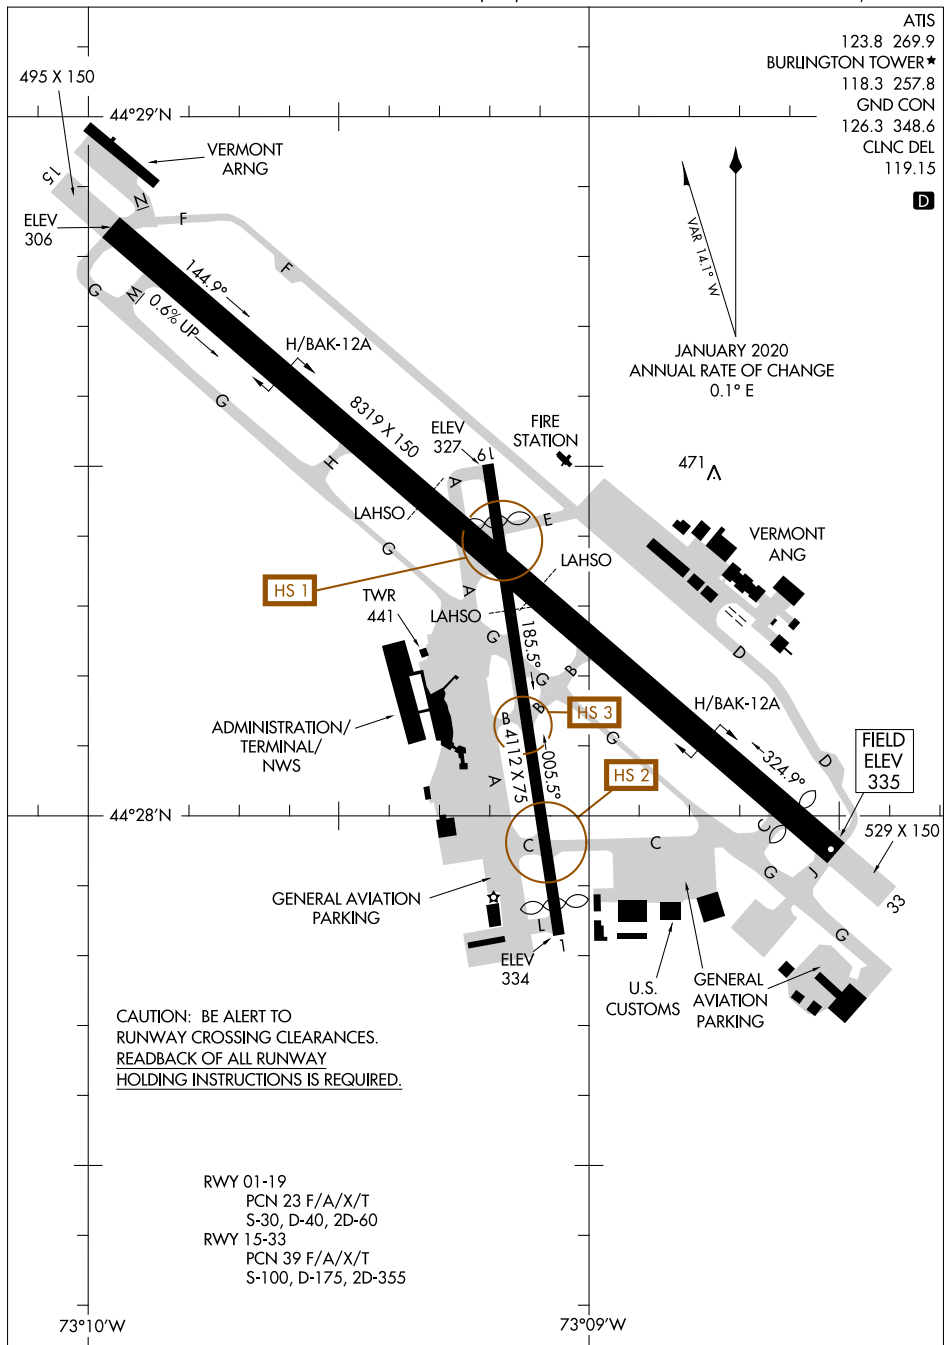 ATIS
123.8 269.9
BURLINGTON TOWER★
118.3 257.8
GND CON
126.3 348.6
CLNC DEL
119.15
D
495 X 150
44°29'N
VERMONT
ARNG
15
ELEV
306
N
F
F
G
M
144.9°
0.6% UP
H/BAK-12A
VAR 14.1° W
JANUARY 2020
ANNUAL RATE OF CHANGE
0.1° E
G
8319 X 150
ELEV
327
19
FIRE
STATION
471
H
A
LAHSO
E
VERMONT
ANG
G
LAHSO
HS 1
A
TWR
441
LAHSO
G
185.5°
B
G
D
B
B
HS 3
H/BAK-12A
ADMINISTRATION/
TERMINAL/
NWS
4112 X 75
005.5°
G
324.9°
D
FIELD
ELEV
335
HS 2
A
44°28'N
C
C
C
529 X 150
G
J
33
GENERAL AVIATION
PARKING
L
1
G
ELEV
334
U.S.
CUSTOMS
GENERAL
AVIATION
PARKING
CAUTION: BE ALERT TO
RUNWAY CROSSING CLEARANCES.
READBACK OF ALL RUNWAY
HOLDING INSTRUCTIONS IS REQUIRED.
RWY 01-19
PCN 23 F/A/X/T
S-30, D-40, 2D-60
RWY 15-33
PCN 39 F/A/X/T
S-100, D-175, 2D-355
73°10'W
73°09'W